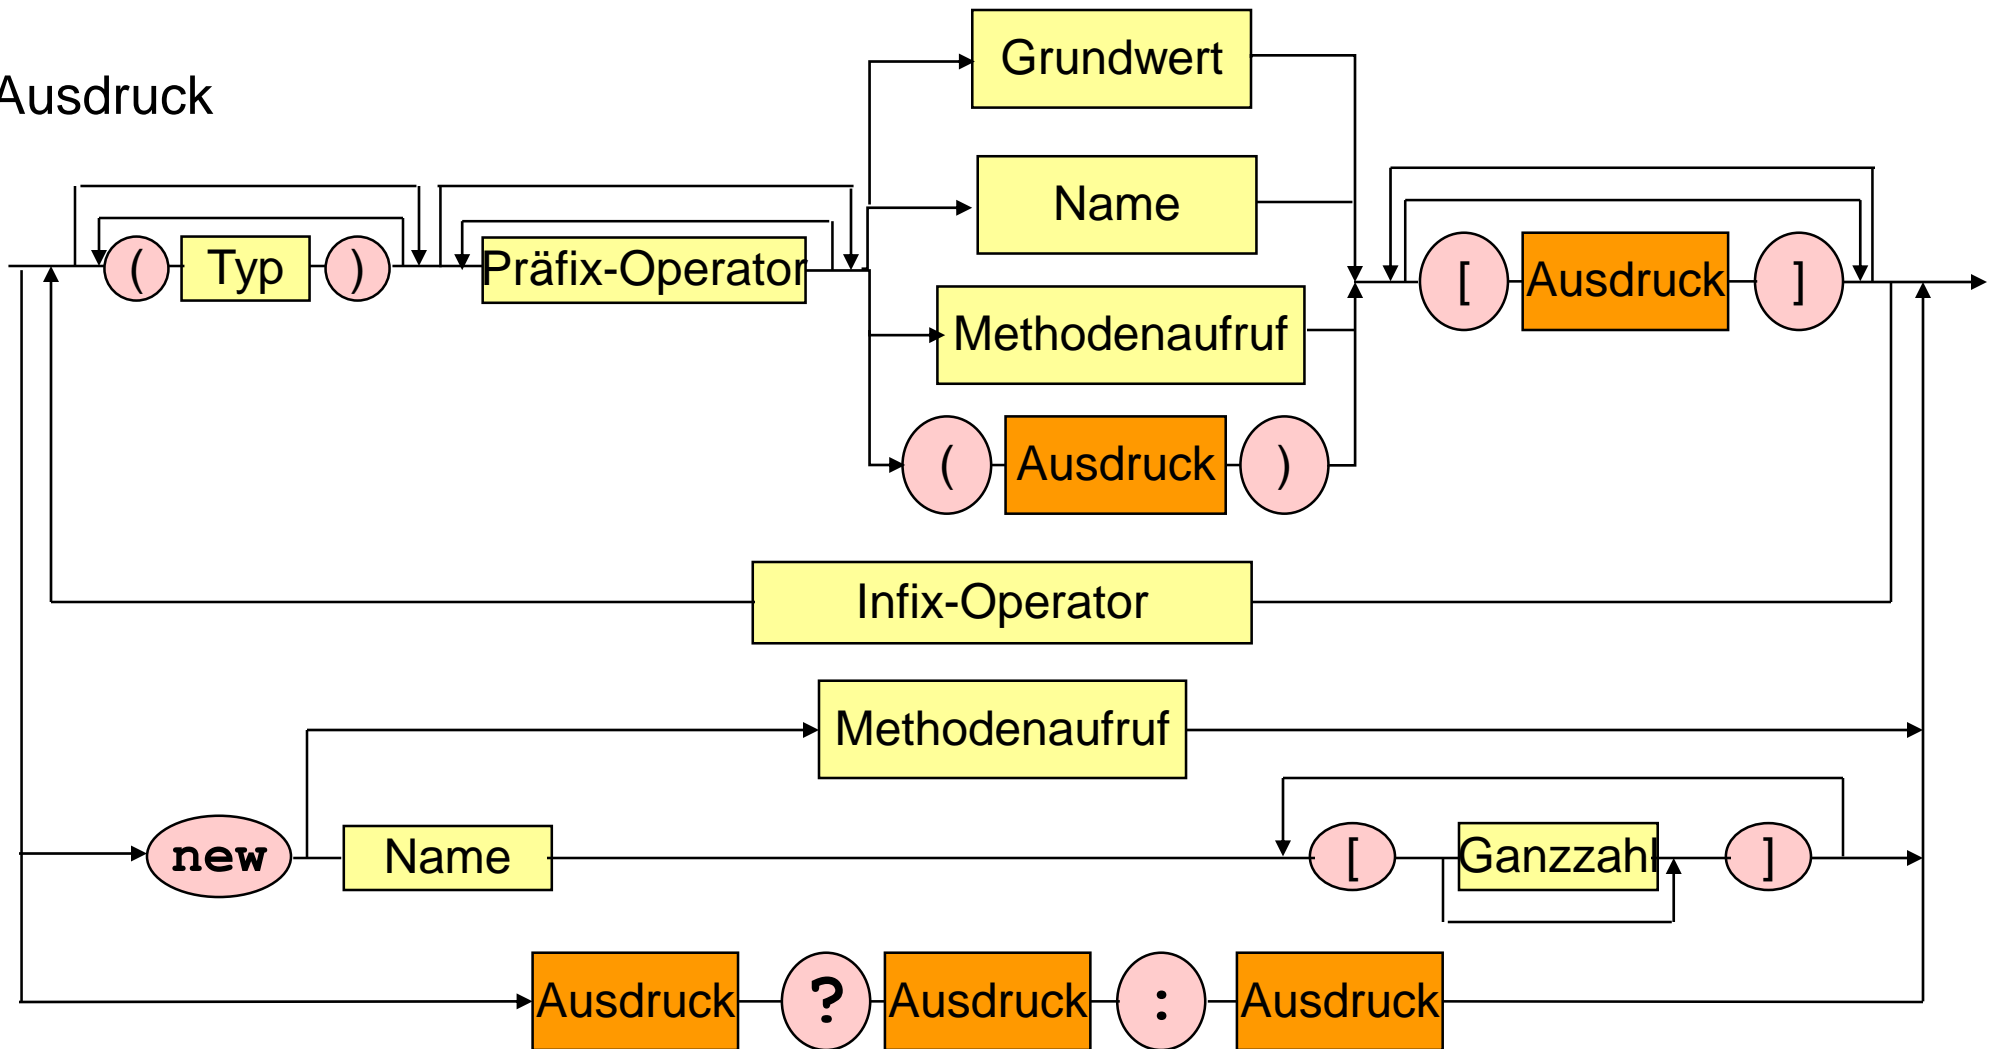 Grundwert
Ausdruck
Name
( Typ ) Präfix-Operator [ Ausdruck ]
Methodenaufruf
( Ausdruck )
Infix-Operator
Methodenaufruf
new Name [ Ganzzahl ]
Ausdruck ? Ausdruck : Ausdruck